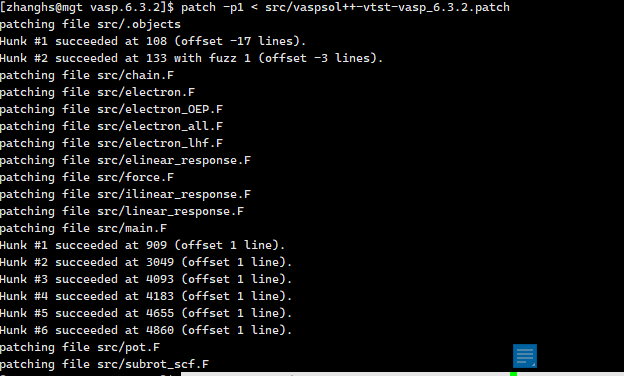 [zhanghs@mgt vasp.6.3.2]$ patch -p1 < src/vaspsol++-vtst-vasp_6.3.2.patch
patching file src/.objects
Hunk #1 succeeded at 108 (offset -17 lines).
Hunk #2 succeeded at 133 with fuzz 1 (offset -3 lines).
patching file src/chain.F
patching file src/electron.F
patching file src/electron_OEP.F
patching file src/electron_all.F
patching file src/electron_lhf.F
patching file src/elinear_response.F
patching file src/force.F
patching file src/ilinear_response.F
patching file src/linear_response.F
patching file src/main.F
Hunk #1 succeeded at 909 (offset 1 line).
Hunk #2 succeeded at 3049 (offset 1 line).
Hunk #3 succeeded at 4093 (offset 1 line).
Hunk #4 succeeded at 4183 (offset 1 line).
Hunk #5 succeeded at 4655 (offset 1 line).
Hunk #6 succeeded at 4860 (offset 1 line).
patching file src/pot.F
patching file src/subrot_scf.F